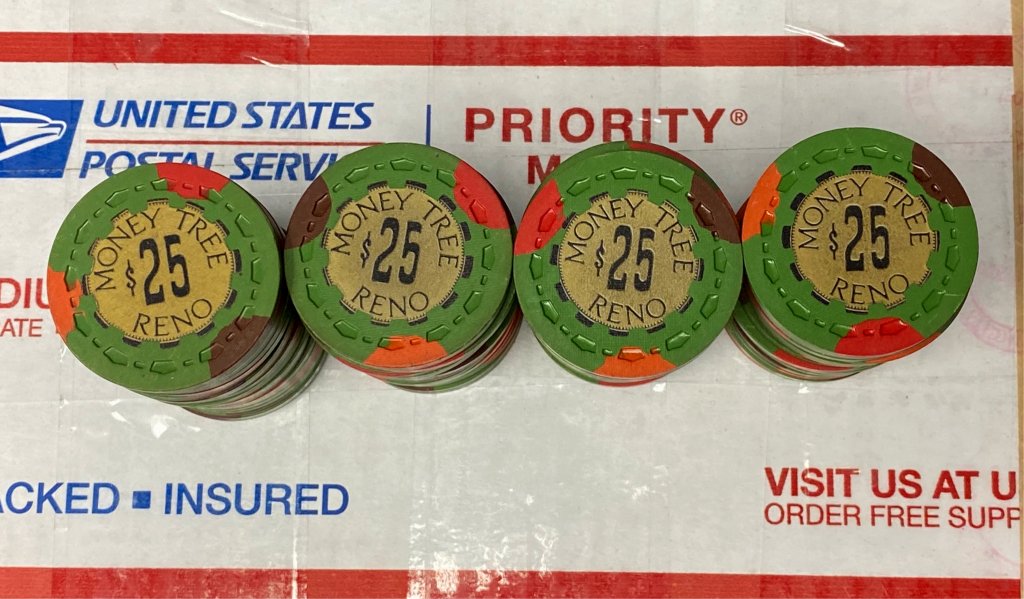 UNITED STATES
POSTAL SERVI
PRIORITY®
M
DIU
ATE
MONEY TREE
$25
RENO
MONEY TREE
$25
RENO
MONEY TREE
$25
RENO
MONEY TREE
$25
RENO
ACKED ■ INSURED
VISIT US AT U
ORDER FREE SUPP